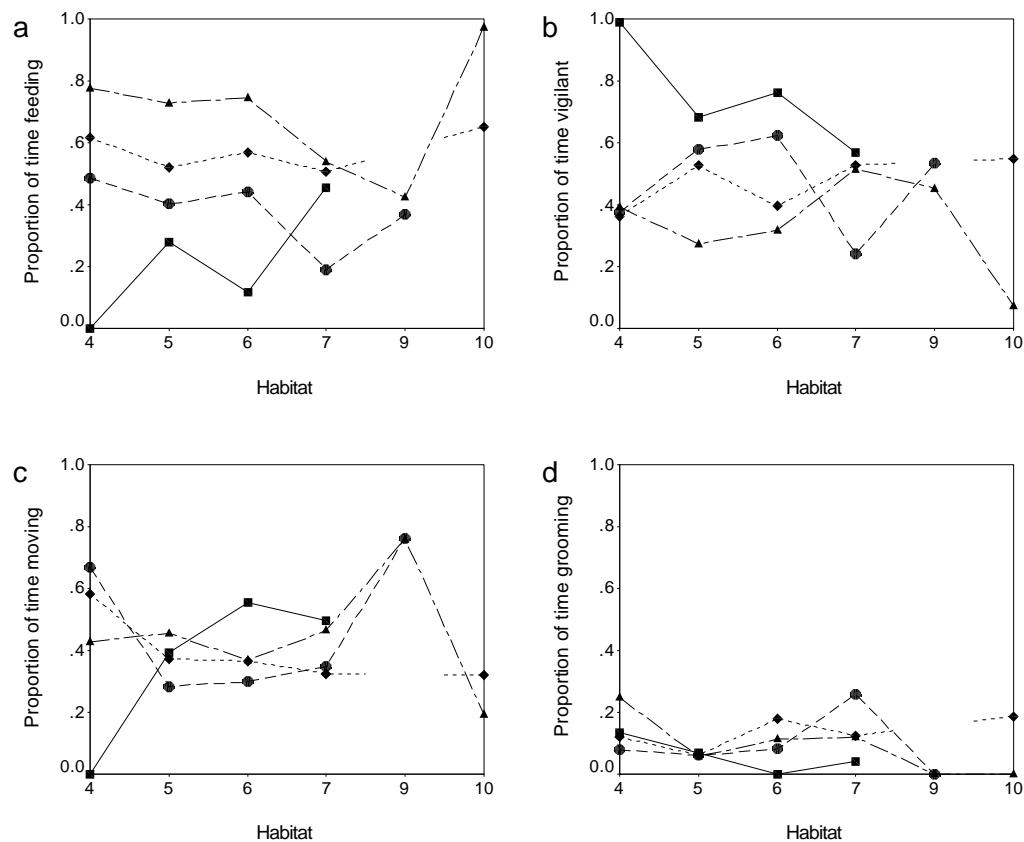 a
Proportion of time feeding
1.0
.8
.6
.4
.2
0.0
4 5 6 7 9 10
Habitat
b
Proportion of time vigilant
1.0
.8
.6
.4
.2
0.0
4 5 6 7 9 10
Habitat
c
Proportion of time moving
1.0
.8
.6
.4
.2
0.0
4 5 6 7 9 10
Habitat
d
Proportion of time grooming
1.0
.8
.6
.4
.2
0.0
4 5 6 7 9 10
Habitat